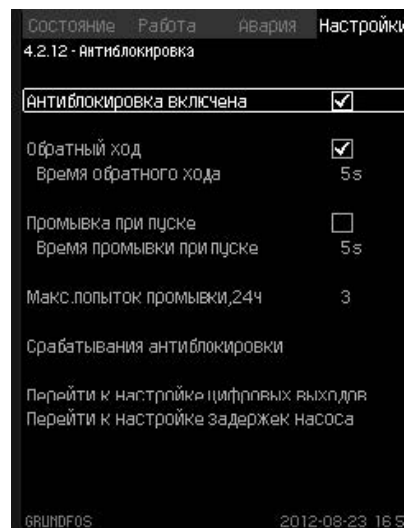 Состояние Работа Авария Настройки
4.2.12 - Антиблокировка
Антиблокировка включена
Обратный ход
Время обратного хода 5s
Промывка при пуске
Время промывки при пуске 5s
Макс.попыток промывки,24ч 3
Срабатывания антиблокировки
Перейти к настройке цифровых выходов
Перейти к настройке задержек насоса
GRUNDFOS 2012-08-23 16:5